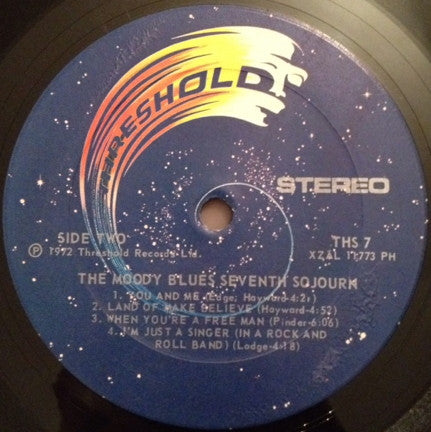 THRESHOLD
STEREO
SIDE TWO
THS 7
℗ 1972 Threshold Records Ltd.
XZAL 11773 PH
THE MOODY BLUES SEVENTH SOJOURN
1. YOU AND ME (Edge; Hayward-4:21)
2. LAND OF MAKE BELIEVE (Hayward-4:52)
3. WHEN YOU'RE A FREE MAN (Pinder-6:06)
4. I'M JUST A SINGER (IN A ROCK AND
ROLL BAND) (Lodge-4:18)